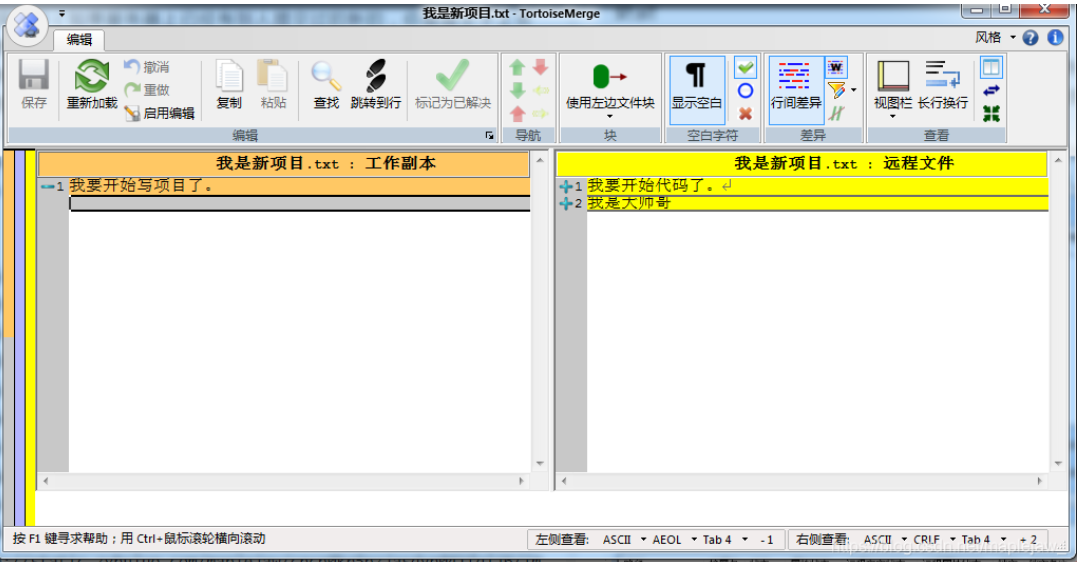 我是新项目.txt - TortoiseMerge
编辑
风格
保存
重新加载
撤消
重做
启用编辑
复制
粘贴
查找
跳转到行
标记为已解决
使用左边文件块
显示空白
行间差异
视图栏
长行换行
编辑
导航
块
空白字符
差异
查看
我是新项目.txt : 工作副本
我是新项目.txt : 远程文件
1 我要开始写项目了。
1 我要开始代码了。
2 我是大帅哥
按 F1 键寻求帮助；用 Ctrl+鼠标滚轮横向滚动
左侧查看: ASCII AEOL Tab 4 - 1
右侧查看: ASCII CRLF Tab 4 + 2